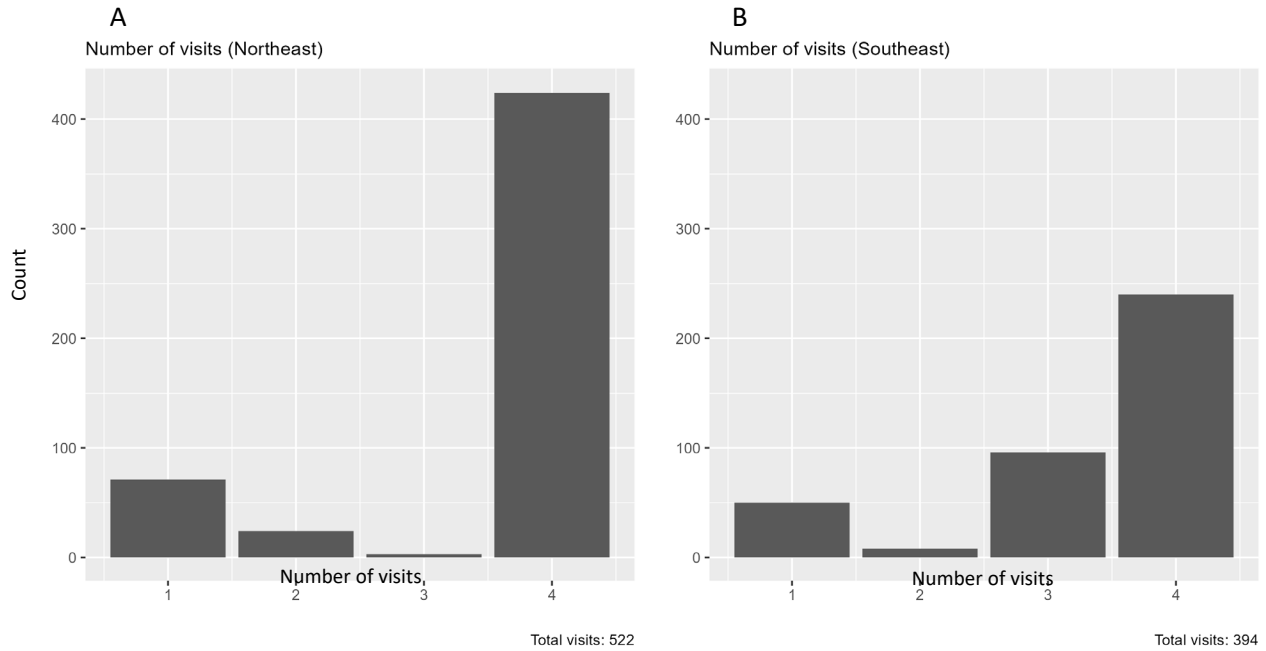 A
Number of visits (Northeast)
Count
400
300
200
100
0
Number of visits
1 2 3 4
Total visits: 522
B
Number of visits (Southeast)
400
300
200
100
0
Number of visits
1 2 3 4
Total visits: 394